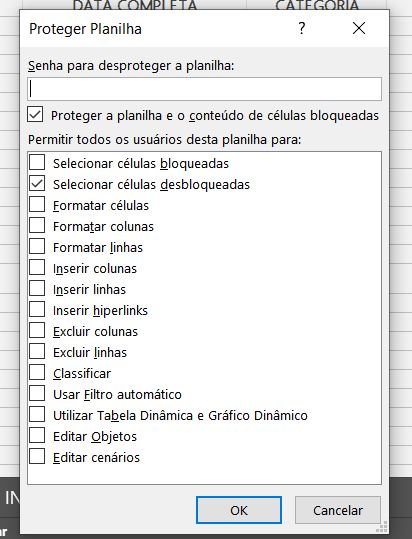 DATA COMPLETA CATEGORIA
Proteger Planilha
?
Senha para desproteger a planilha:
Proteger a planilha e o conteúdo de células bloqueadas
Permitir todos os usuários desta planilha para:
Selecionar células bloqueadas
Selecionar células desbloqueadas
Formatar células
Formatar colunas
Formatar linhas
Inserir colunas
Inserir linhas
Inserir hiperlinks
Excluir colunas
Excluir linhas
Classificar
Usar Filtro automático
Utilizar Tabela Dinâmica e Gráfico Dinâmico
Editar Objetos
Editar cenários
IN
OK Cancelar
ar